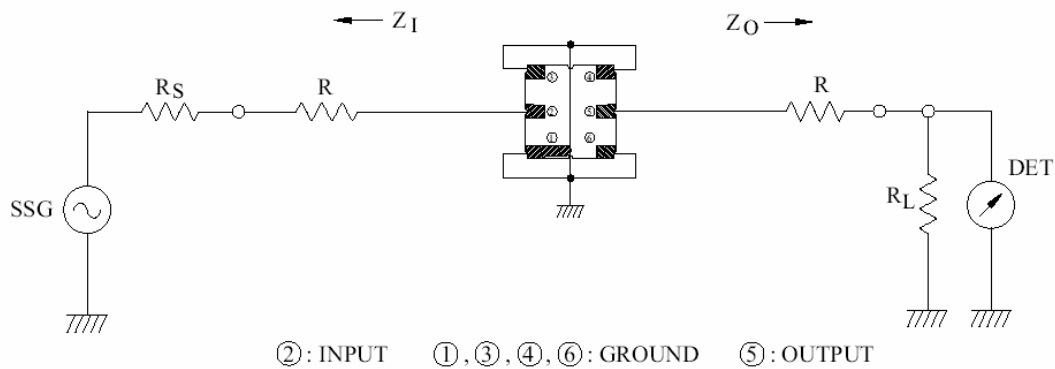 Z_I Z_O
R_S R R
③ ④
② ⑤
① ⑥
SSG R_L DET
②: INPUT ①, ③, ④, ⑥: GROUND ⑤: OUTPUT